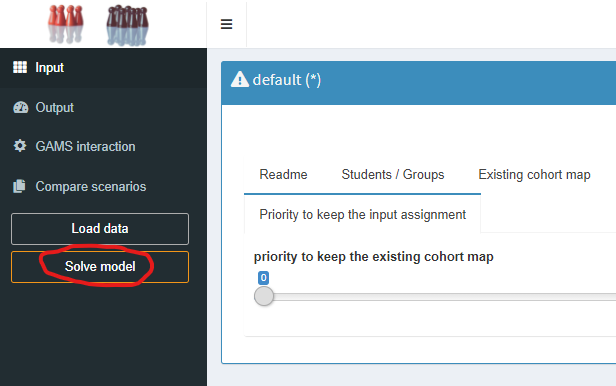 Input
Output
GAMS interaction
Compare scenarios
Load data
Solve model
default (*)
Readme Students / Groups Existing cohort map
Priority to keep the input assignment
priority to keep the existing cohort map
0